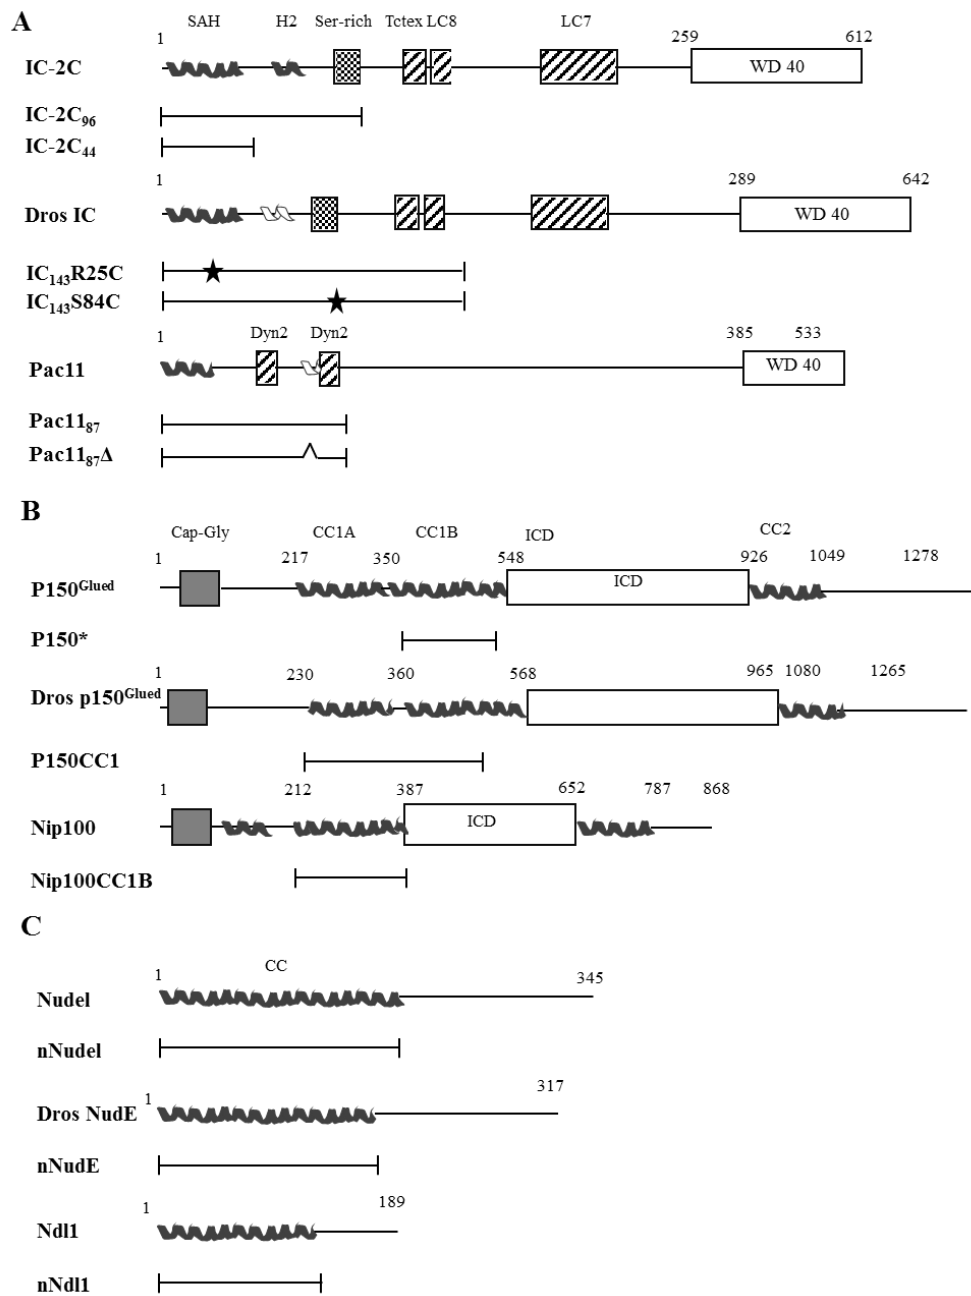 A
SAH H2 Ser-rich Tctex LC8 LC7
1 259 612
IC-2C WD 40
IC-2C₉₆
IC-2C₄₄
1 289 642
Dros IC WD 40
IC₁₄₃R25C
IC₁₄₃S84C
1 Dyn2 Dyn2 385 533
Pac11 WD 40
Pac11₈₇
Pac11₈₇Δ
B
Cap-Gly CC1A CC1B ICD CC2
1 217 350 548 926 1049 1278
P150ᴳˡᵘᵉᵈ ICD
P150*
1 230 360 568 965 1080 1265
Dros p150ᴳˡᵘᵉᵈ
P150CC1
1 212 387 652 787 868
Nip100 ICD
Nip100CC1B
C
1 CC 345
Nudel
nNudel
1 317
Dros NudE
nNudE
1 189
Ndl1
nNdl1